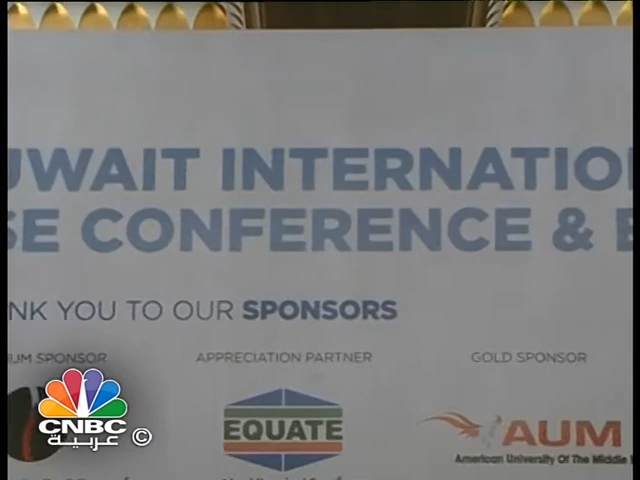 UWAIT INTERNATIO
SE CONFERENCE & E
NK YOU TO OUR SPONSORS
UM SPONSOR
APPRECIATION PARTNER
GOLD SPONSOR
EQUATE
AUM
American University Of The Middle
CNBC
عربية ©